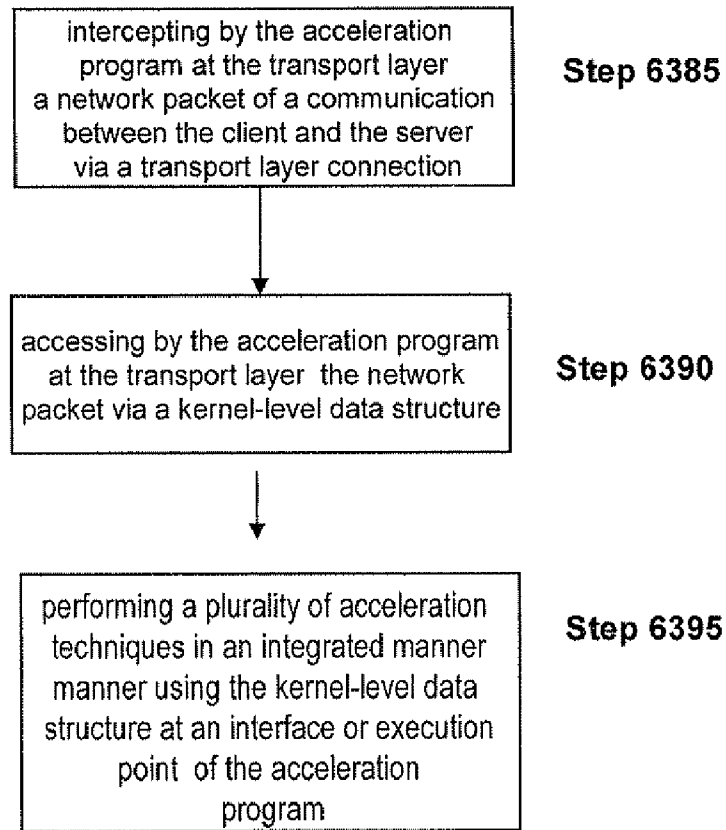 intercepting by the acceleration
program at the transport layer
a network packet of a communication
between the client and the server
via a transport layer connection
Step 6385
accessing by the acceleration program
at the transport layer the network
packet via a kernel-level data structure
Step 6390
performing a plurality of acceleration
techniques in an integrated manner
manner using the kernel-level data
structure at an interface or execution
point of the acceleration
program
Step 6395